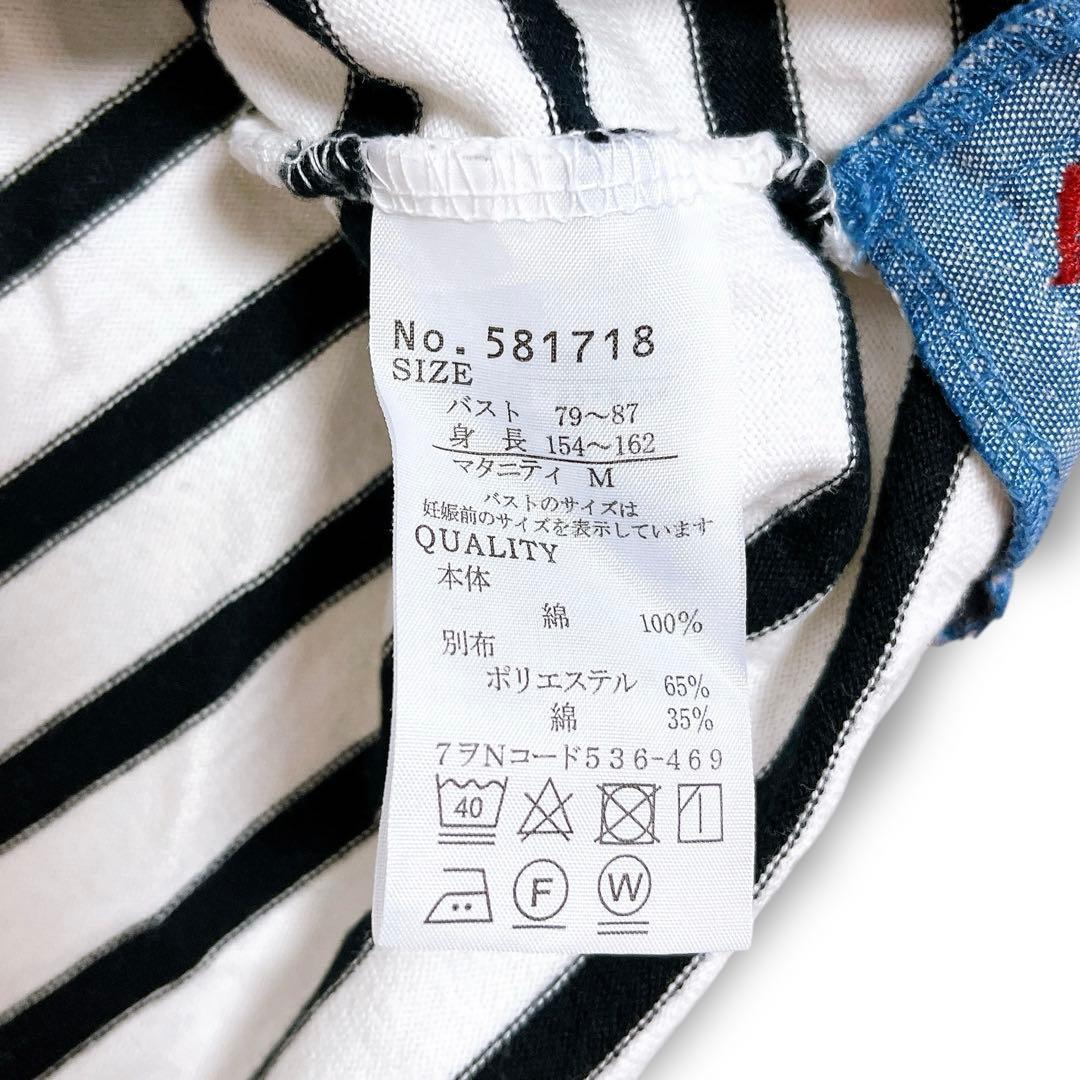 No. 581718
SIZE
バスト 79～87
身 長 154～162
マタニティ M
バストのサイズは
妊娠前のサイズを表示しています
QUALITY
本体
綿 100%
別布
ポリエステル 65%
綿 35%
7ヲNコード536-469
40
F W